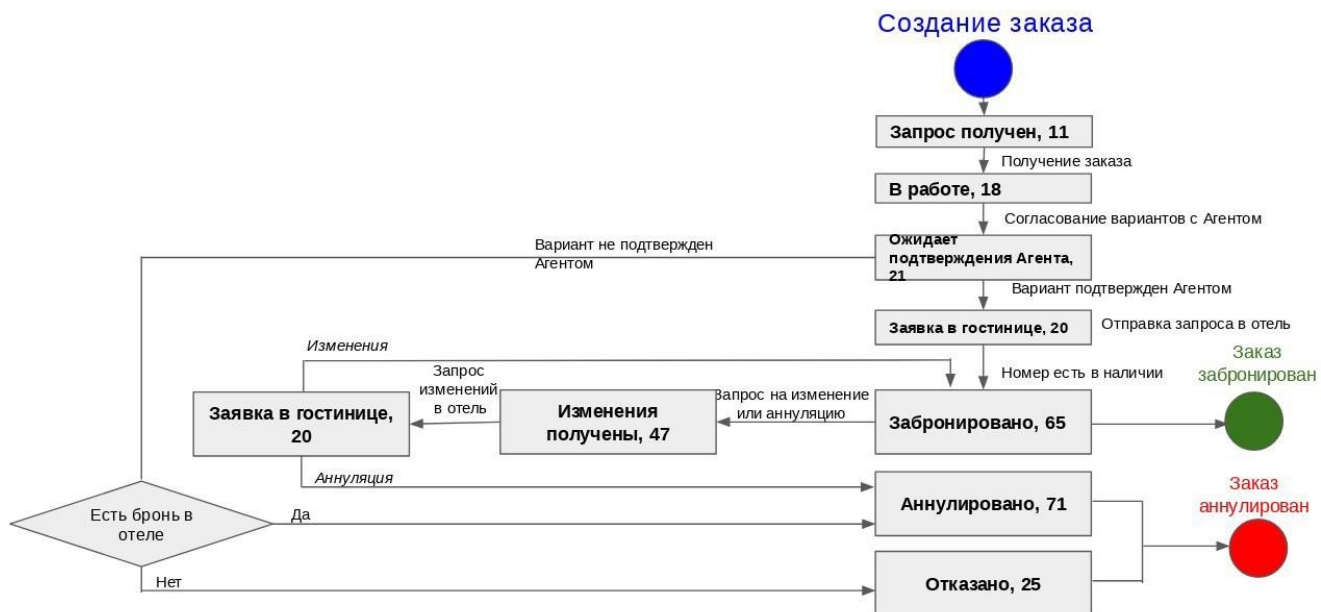 Создание заказа
Запрос получен, 11
Получение заказа
В работе, 18
Согласование вариантов с Агентом
Вариант не подтвержден
Агентом
Ожидает
подтверждения Агента,
21
Вариант подтвержден Агентом
Заявка в гостинице, 20
Отправка запроса в отель
Изменения
Номер есть в наличии
Заказ
забронирован
Запрос
изменений
в отель
Запрос на изменение
или аннуляцию
Заявка в гостинице,
20
Изменения
получены, 47
Забронировано, 65
Аннуляция
Аннулировано, 71
Заказ
аннулирован
Есть бронь в
отеле
Да
Нет
Отказано, 25